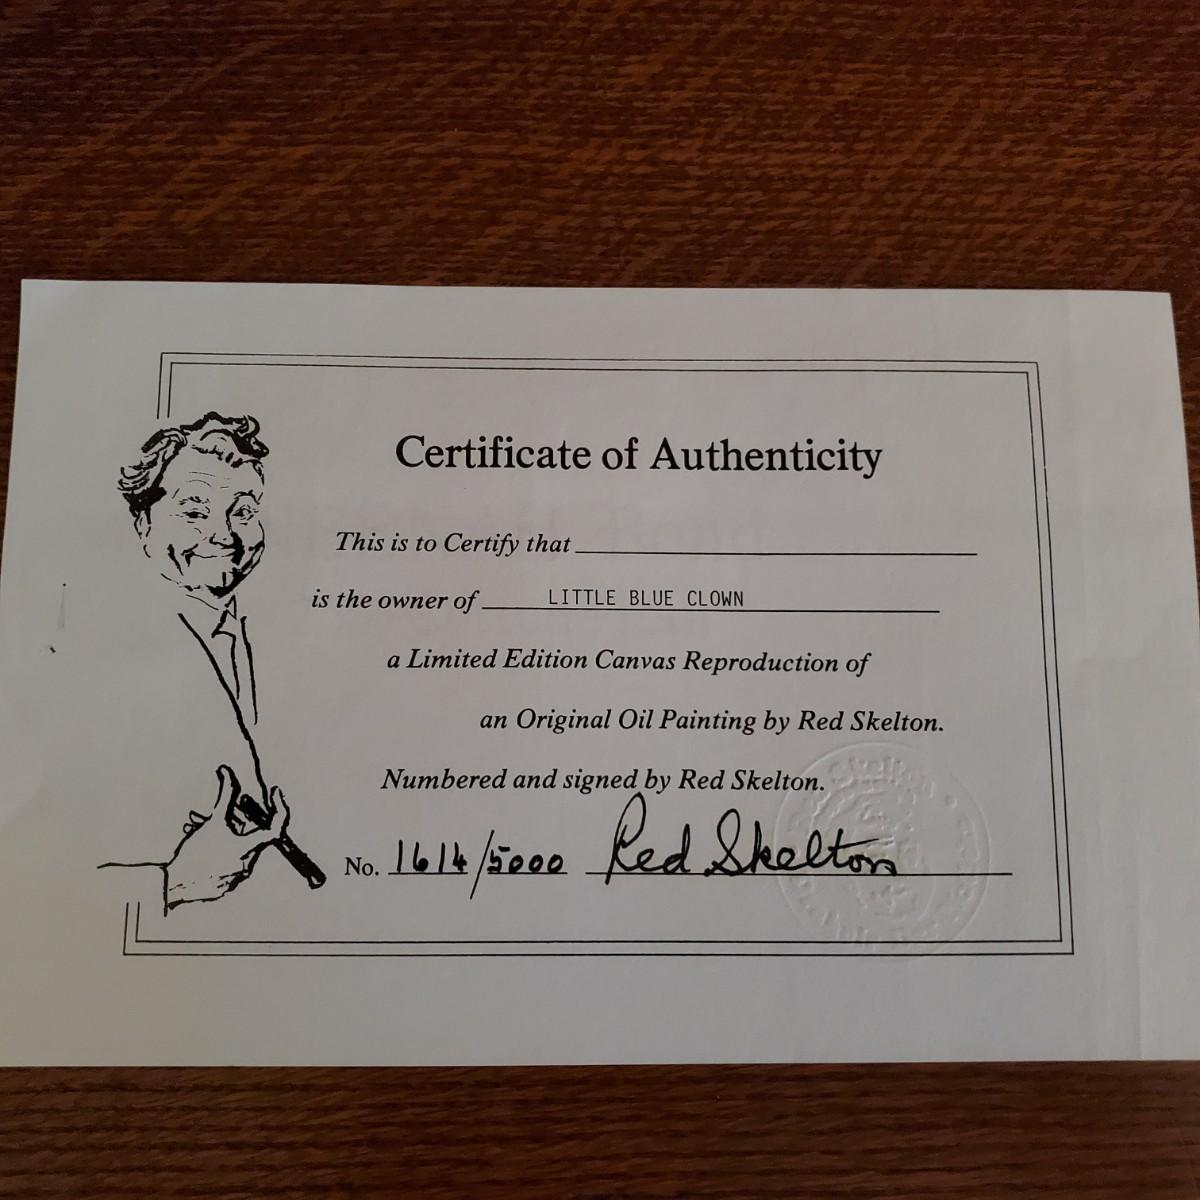 Certificate of Authenticity
This is to Certify that
is the owner of LITTLE BLUE CLOWN
a Limited Edition Canvas Reproduction of
an Original Oil Painting by Red Skelton.
Numbered and signed by Red Skelton.
No. 1614/5000 Red Skelton
Skelton